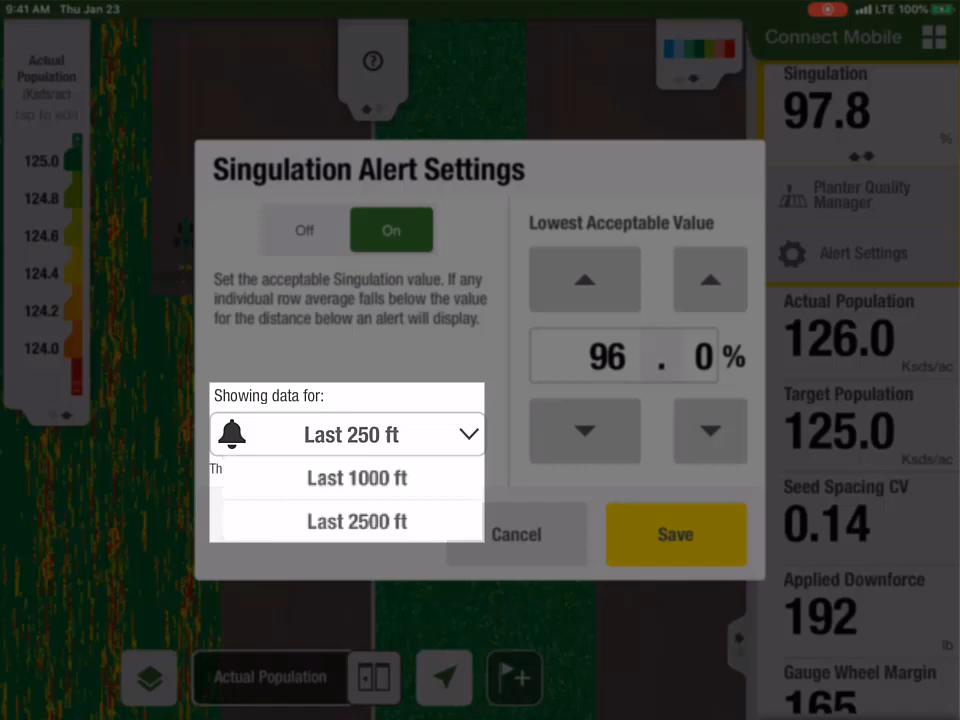 9:41 AM Thu Jan 23
LTE 100%
Connect Mobile
Actual
Population
(Ksds/ac)
tap to edit
125.0
124.8
124.6
124.4
124.2
124.0
Singulation Alert Settings
Off
On
Set the acceptable Singulation value. If any
individual row average falls below the value
for the distance below an alert will display.
Showing data for:
Last 250 ft
Th
Last 1000 ft
Last 2500 ft
Lowest Acceptable Value
96 . 0 %
Cancel
Save
Singulation
97.8
%
Planter Quality
Manager
Alert Settings
Actual Population
126.0
Ksds/ac
Target Population
125.0
Ksds/ac
Seed Spacing CV
0.14
Applied Downforce
192
lb
Gauge Wheel Margin
165
Actual Population